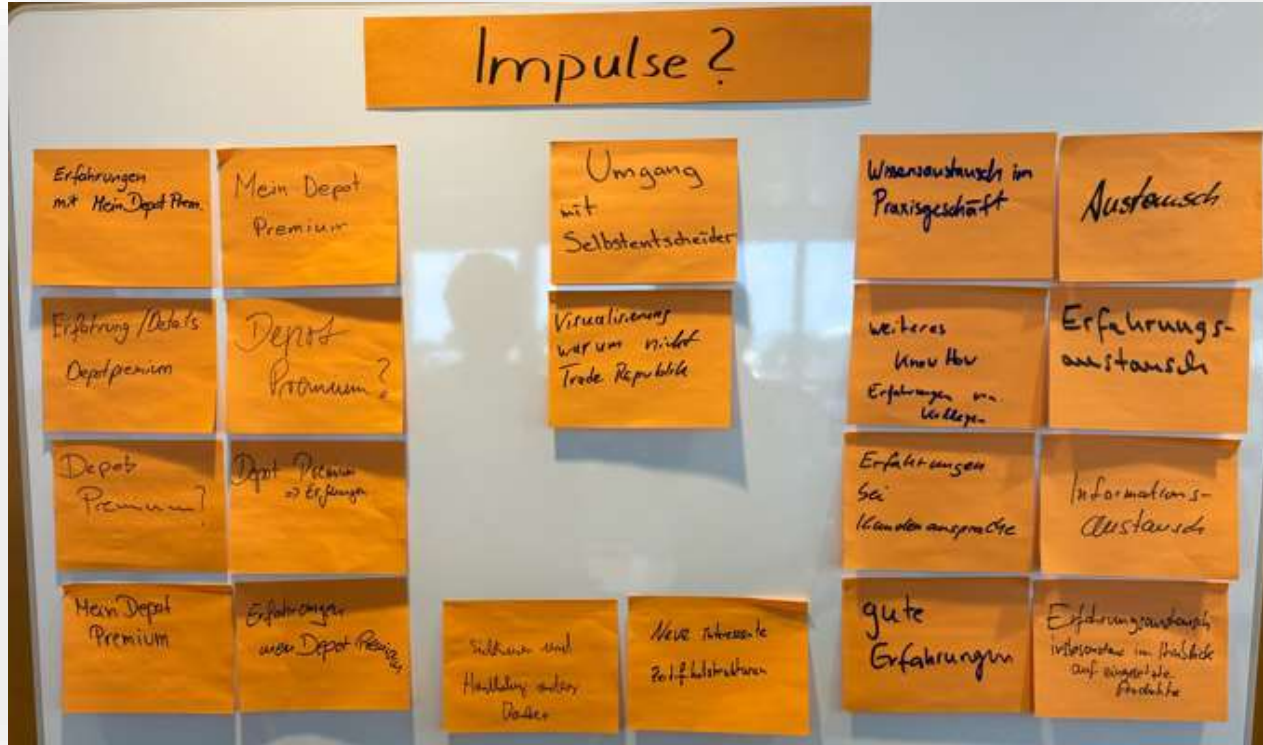 Impulse?
Erfahrungen
mit Mein Depot Prem.
Mein Depot
Premium
Erfahrung / Details
Depotpremium
Depot
Premium?
Depot
Premium?
Depot Premium
=> Erfahrungen
Mein Depot
Premium
Erfahrungen
mein Depot Premium
Umgang
mit
Selbstentscheider
Visualisierung
warum nicht
Trade Republik
und
Neue interessante
Zertifikatstrukturen
Wissensaustausch im
Praxisgeschäft
Austausch
weiteres
Know How
Erfahrungen von
Kollegen
Erfahrungs-
austausch
Erfahrungen
bei
Kundenansprache
Informations-
austausch
gute
Erfahrungen
Erfahrungsaustausch
insbesondere im Hinblick
auf eingesetzte
Produkte